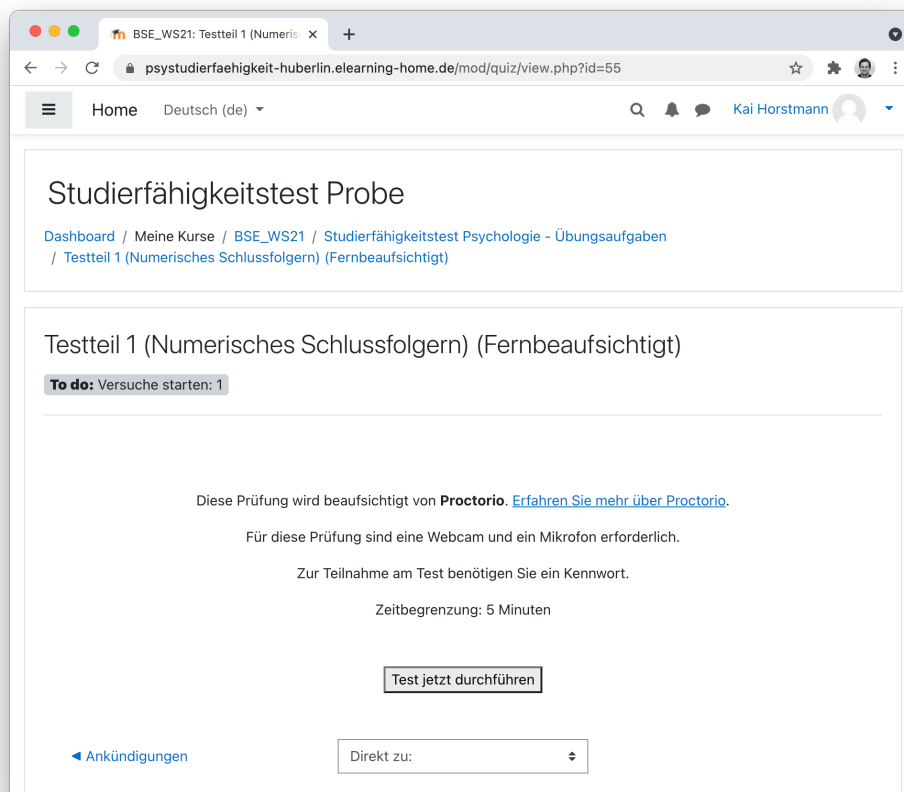 BSE_WS21: Testteil 1 (Numeris
psystudierfaehigkeit-huberlin.elearning-home.de/mod/quiz/view.php?id=55
Home Deutsch (de) Kai Horstmann
Studierfähigkeitstest Probe
Dashboard / Meine Kurse / BSE_WS21 / Studierfähigkeitstest Psychologie - Übungsaufgaben
/ Testteil 1 (Numerisches Schlussfolgern) (Fernbeaufsichtigt)
Testteil 1 (Numerisches Schlussfolgern) (Fernbeaufsichtigt)
To do: Versuche starten: 1
Diese Prüfung wird beaufsichtigt von Proctorio. Erfahren Sie mehr über Proctorio.
Für diese Prüfung sind eine Webcam und ein Mikrofon erforderlich.
Zur Teilnahme am Test benötigen Sie ein Kennwort.
Zeitbegrenzung: 5 Minuten
Test jetzt durchführen
◄ Ankündigungen Direkt zu: